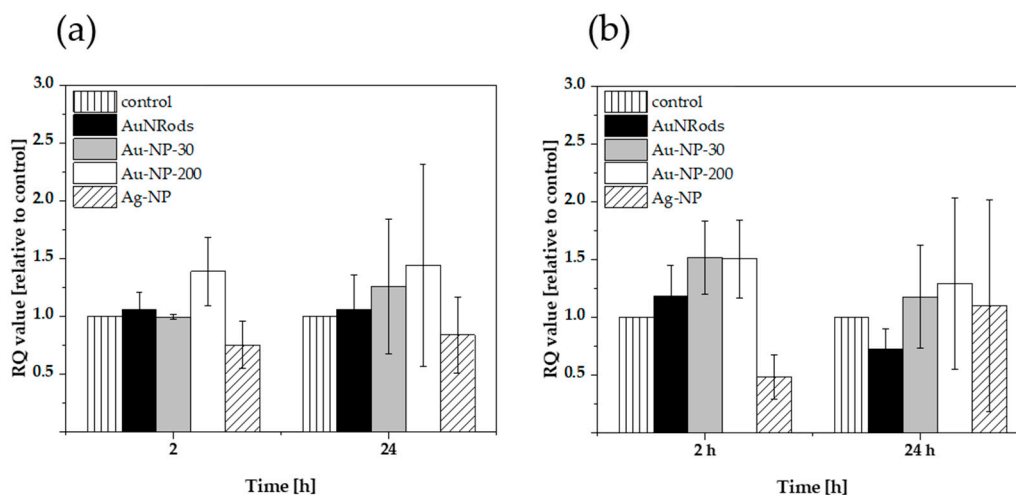 (a)
3.0
control
AuNRods
2.5
Au-NP-30
Au-NP-200
2.0
Ag-NP
1.5
1.0
0.5
RQ value [relative to control]
2
24
Time [h]
(b)
3.0
control
AuNRods
2.5
Au-NP-30
Au-NP-200
2.0
Ag-NP
1.5
1.0
0.5
RQ value [relative to control]
2 h
24 h
Time [h]